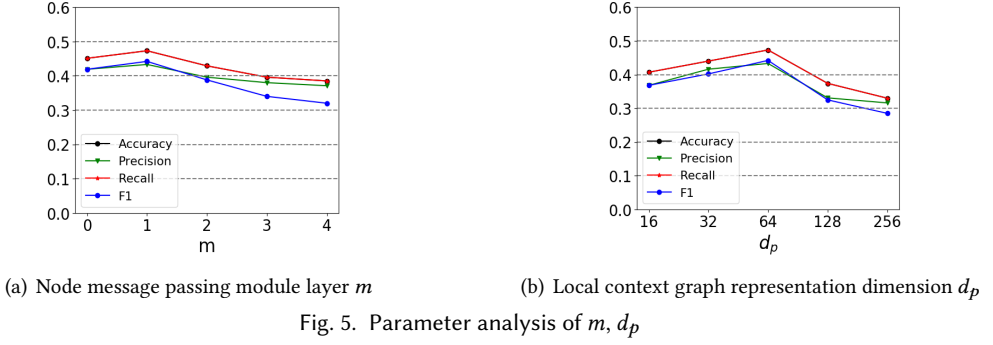 0.6
0.5
0.4
0.3
0.2
0.1
0.0
Accuracy
Precision
Recall
F1
0 1 2 3 4
m
(a) Node message passing module layer m
0.6
0.5
0.4
0.3
0.2
0.1
0.0
Accuracy
Precision
Recall
F1
16 32 64 128 256
dₚ
(b) Local context graph representation dimension dₚ
Fig. 5. Parameter analysis of m, dₚ